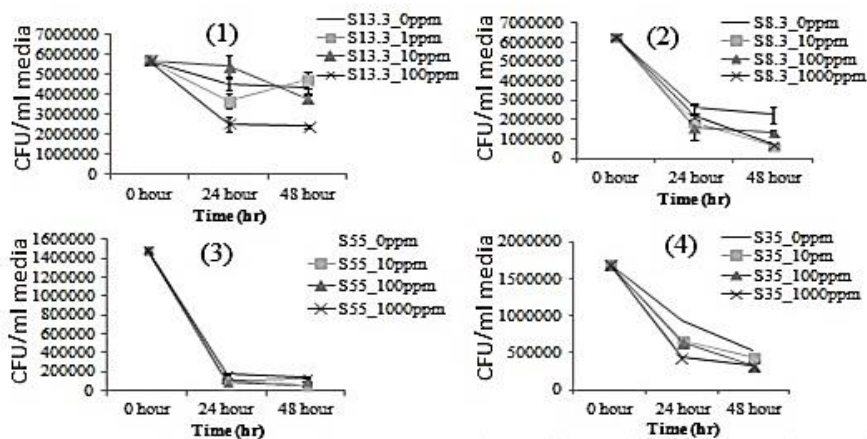 (1)
S13.3_0ppm
S13.3_1ppm
S13.3_10ppm
S13.3_100ppm
CFU/ml media
7000000
6000000
5000000
4000000
3000000
2000000
1000000
0
0 hour 24 hour 48 hour
Time (hr)
(2)
S8.3_0ppm
S8.3_10ppm
S8.3_100ppm
S8.3_1000ppm
CFU/ml media
7000000
6000000
5000000
4000000
3000000
2000000
1000000
0
0 hour 24 hour 48 hour
Time (hr)
(3)
S55_0ppm
S55_10ppm
S55_100ppm
S55_1000ppm
CFU/ml media
1600000
1400000
1200000
1000000
800000
600000
400000
200000
0
0 hour 24 hour 48 hour
Time (hr)
(4)
S35_0ppm
S35_10pm
S35_100ppm
S35_1000ppm
CFU/ml media
2000000
1500000
1000000
500000
0
0 hour 24 hour 48 hour
Time (hr)